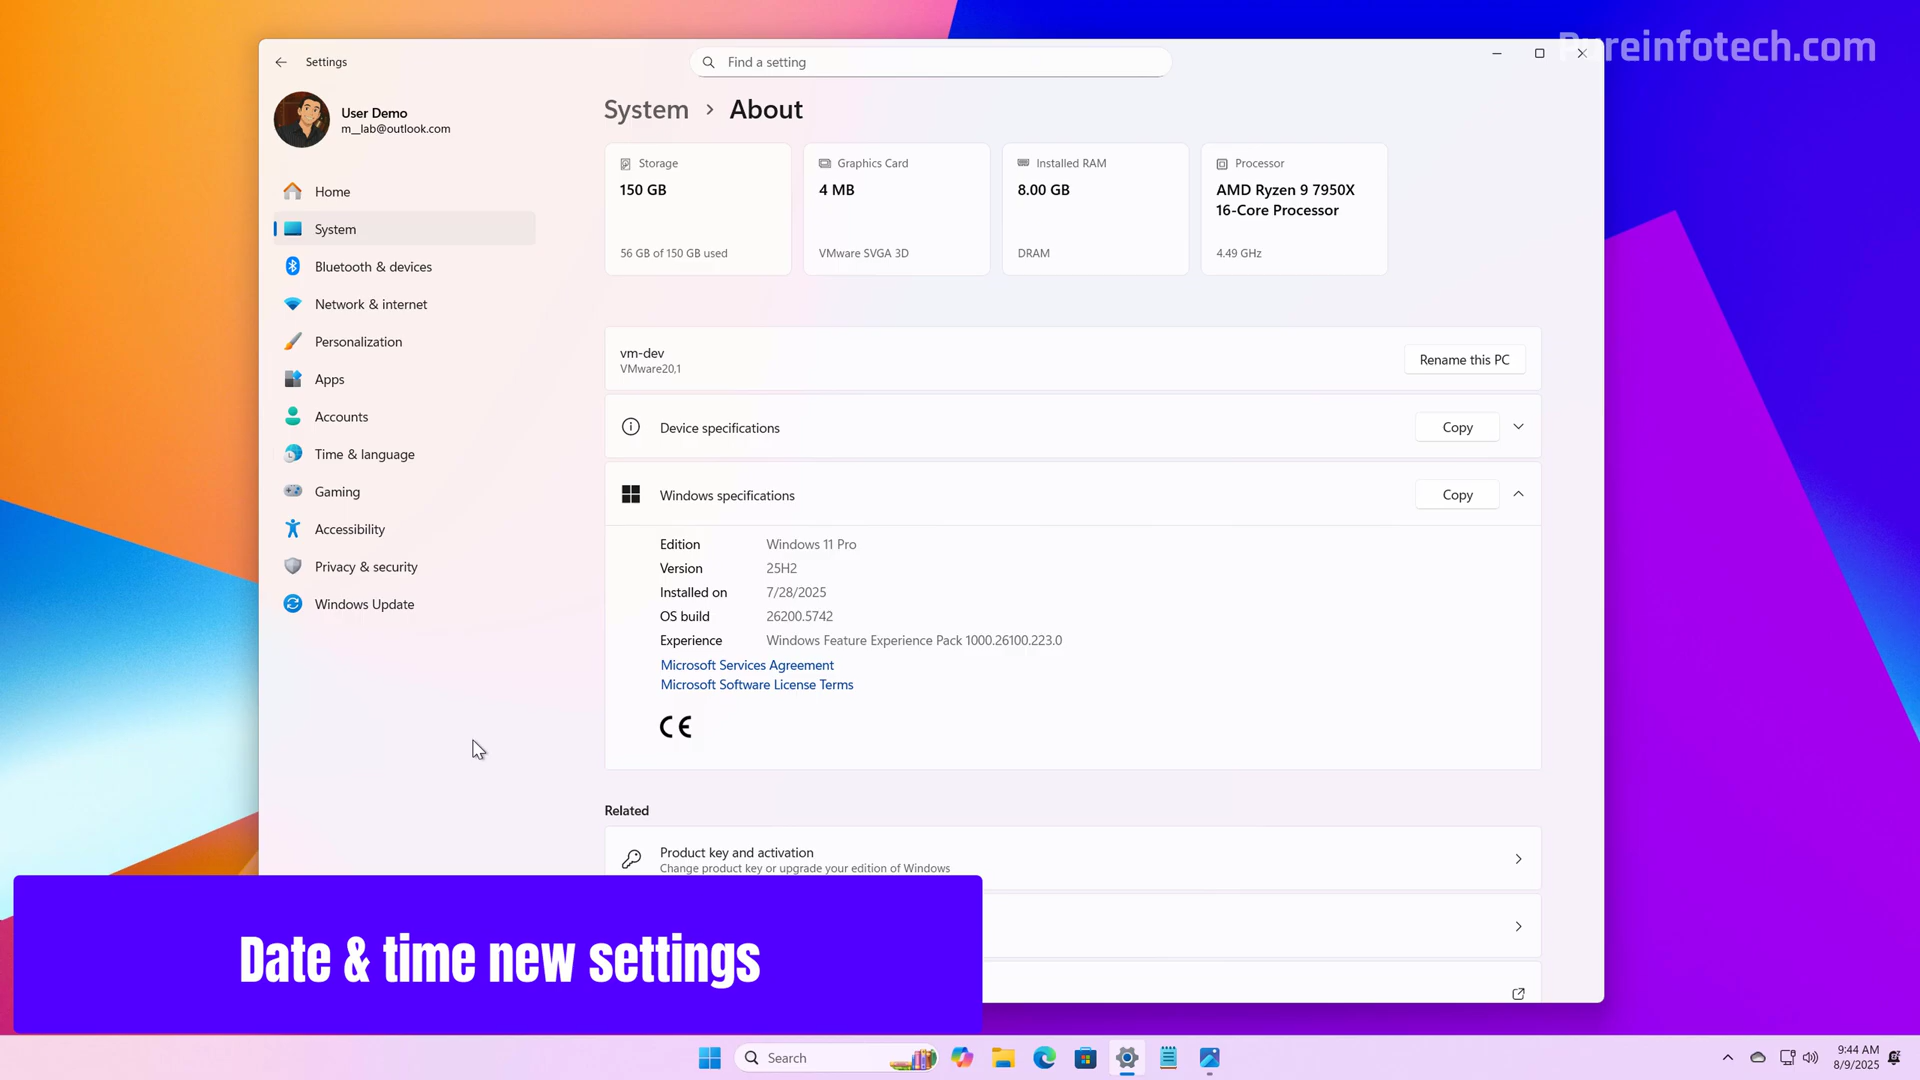 Pureinfotech.com
Settings
Find a setting
User Demo
m__lab@outlook.com
Home
System
Bluetooth & devices
Network & internet
Personalization
Apps
Accounts
Time & language
Gaming
Accessibility
Privacy & security
Windows Update
System > About
Storage
150 GB
56 GB of 150 GB used
Graphics Card
4 MB
VMware SVGA 3D
Installed RAM
8.00 GB
DRAM
Processor
AMD Ryzen 9 7950X
16-Core Processor
4.49 GHz
vm-dev
VMware20,1
Rename this PC
Device specifications
Copy
Windows specifications
Copy
Edition Windows 11 Pro
Version 25H2
Installed on 7/28/2025
OS build 26200.5742
Experience Windows Feature Experience Pack 1000.26100.223.0
Microsoft Services Agreement
Microsoft Software License Terms
CE
Related
Product key and activation
Change product key or upgrade your edition of Windows
Date & time new settings
Search
9:44 AM
8/9/2025